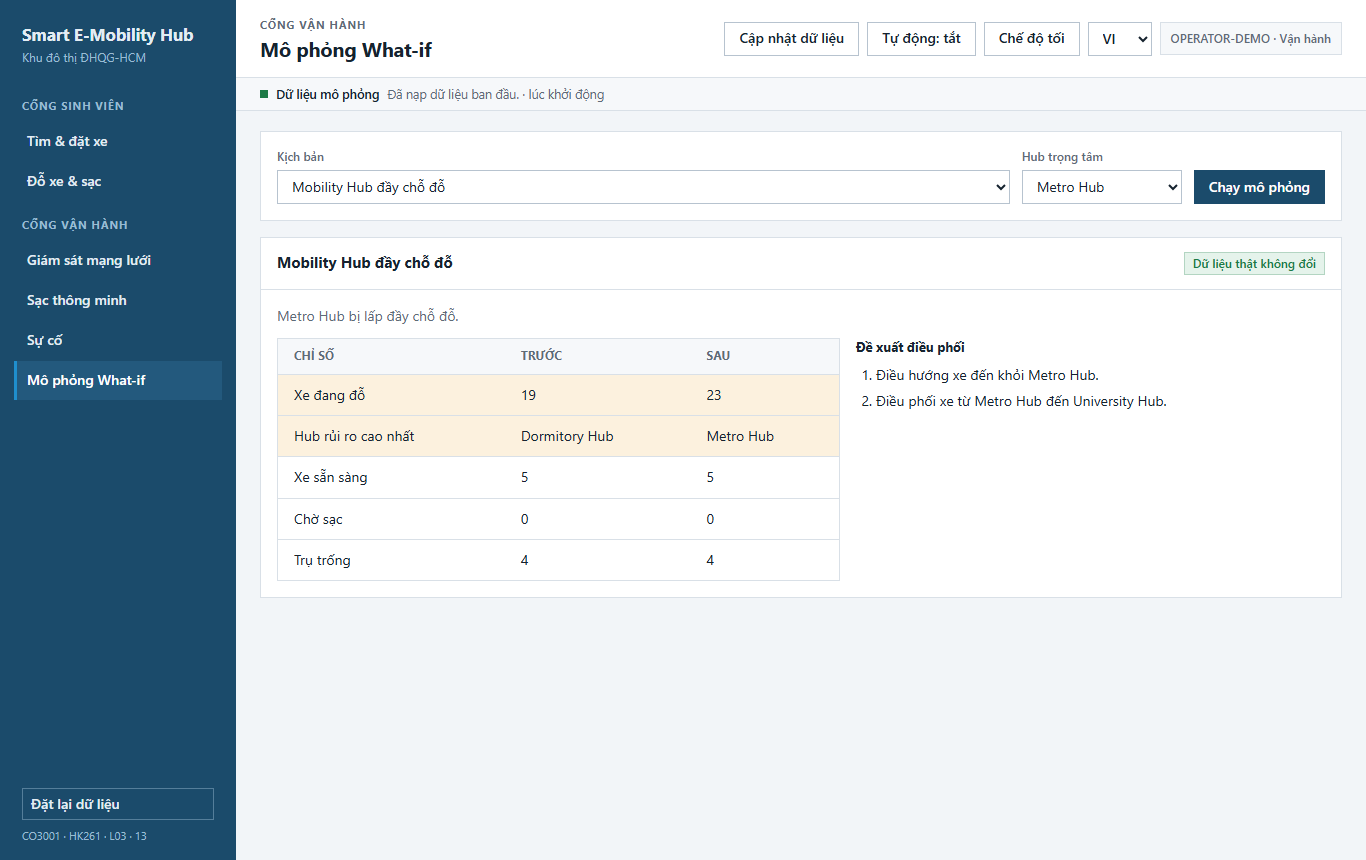 Smart E-Mobility Hub
Khu đô thị ĐHQG-HCM
CỔNG SINH VIÊN
Tìm & đặt xe
Đỗ xe & sạc
CỔNG VẬN HÀNH
Giám sát mạng lưới
Sạc thông minh
Sự cố
Mô phỏng What-if
Đặt lại dữ liệu
CO3001 · HK261 · L03 · 13
CỔNG VẬN HÀNH
Mô phỏng What-if
Cập nhật dữ liệu
Tự động: tắt
Chế độ tối
VI
OPERATOR-DEMO · Vận hành
Dữ liệu mô phỏng Đã nạp dữ liệu ban đầu. · lúc khởi động
Kịch bản
Mobility Hub đầy chỗ đỗ
Hub trọng tâm
Metro Hub
Chạy mô phỏng
Mobility Hub đầy chỗ đỗ
Dữ liệu thật không đổi
Metro Hub bị lấp đầy chỗ đỗ.
CHỈ SỐ TRƯỚC SAU
Xe đang đỗ 19 23
Hub rủi ro cao nhất Dormitory Hub Metro Hub
Xe sẵn sàng 5 5
Chờ sạc 0 0
Trụ trống 4 4
Đề xuất điều phối
1. Điều hướng xe đến khỏi Metro Hub.
2. Điều phối xe từ Metro Hub đến University Hub.